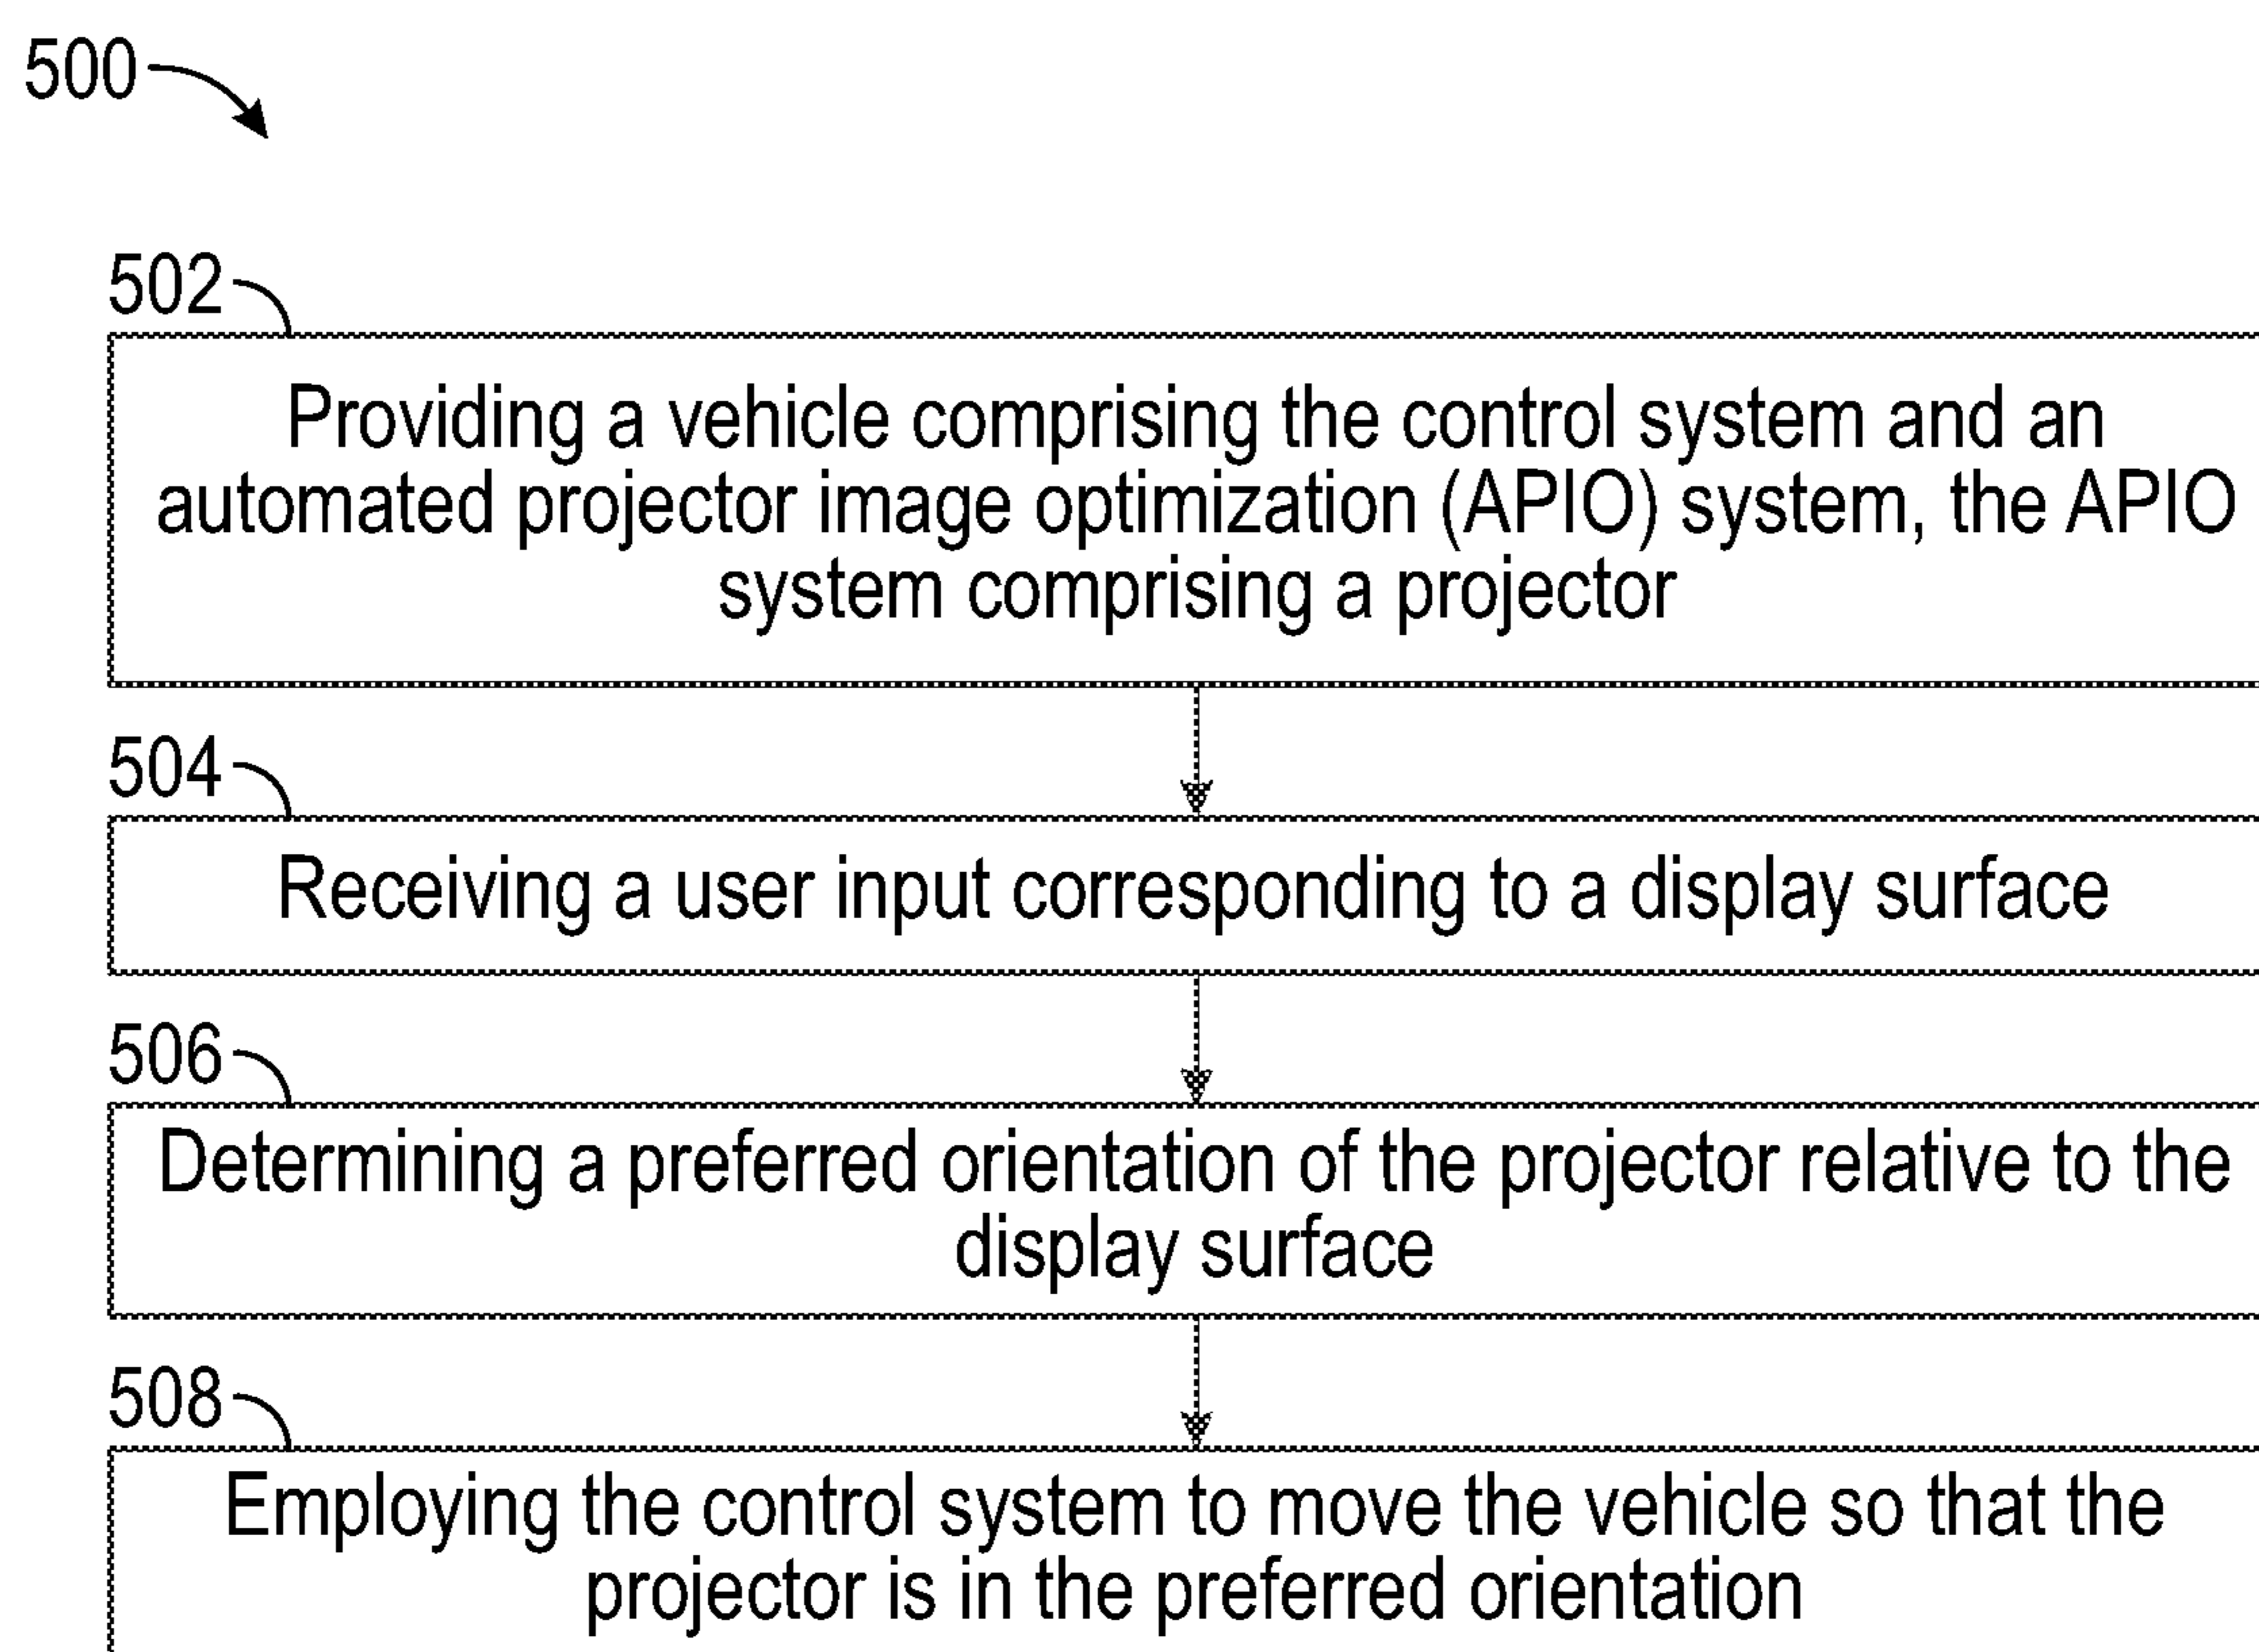 500
502
Providing a vehicle comprising the control system and an
automated projector image optimization (APIO) system, the APIO
system comprising a projector
504
Receiving a user input corresponding to a display surface
506
Determining a preferred orientation of the projector relative to the
display surface
508
Employing the control system to move the vehicle so that the
projector is in the preferred orientation